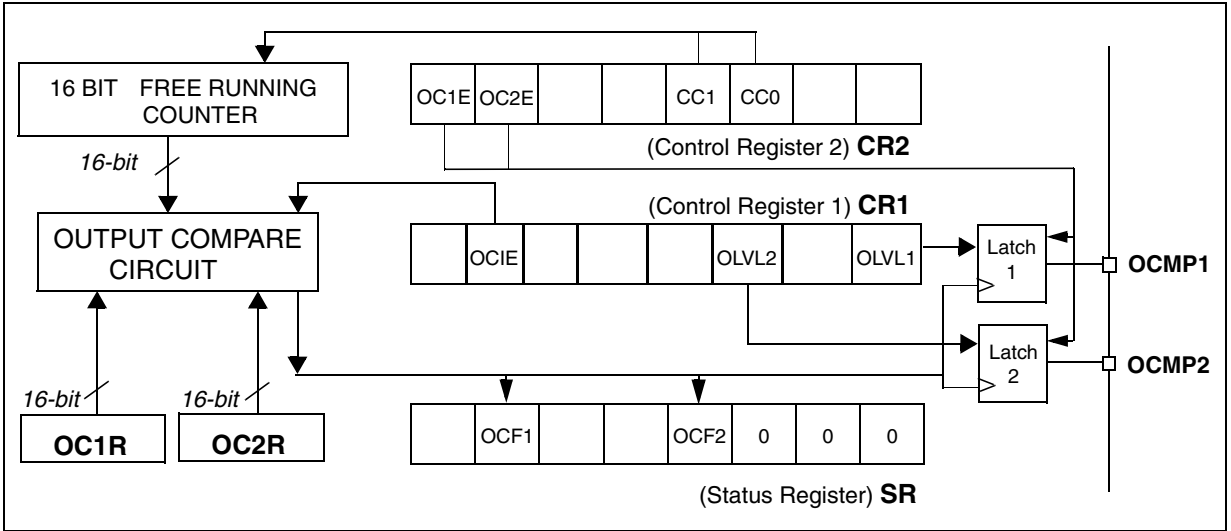 16 BIT FREE RUNNING
COUNTER
OC1E OC2E CC1 CC0
(Control Register 2) CR2
16-bit
(Control Register 1) CR1
OUTPUT COMPARE
CIRCUIT
OCIE OLVL2 OLVL1
Latch
1
OCMP1
Latch
2
OCMP2
16-bit
16-bit
OC1R
OC2R
OCF1 OCF2 0 0 0
(Status Register) SR